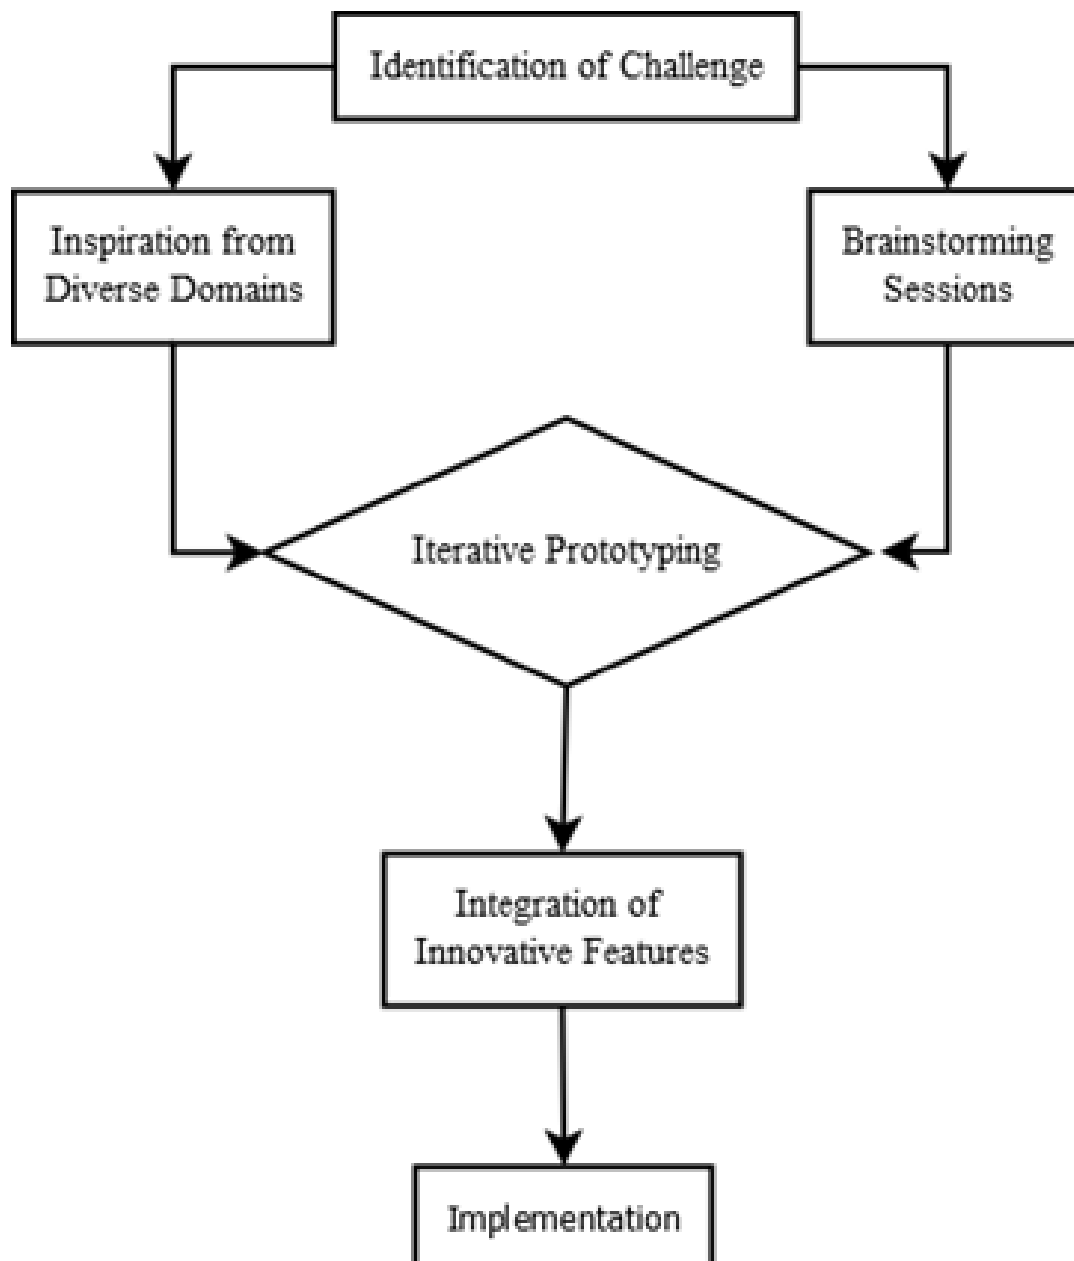 Identification of Challenge
Inspiration from
Diverse Domains
Brainstorming
Sessions
Iterative Prototyping
Integration of
Innovative Features
Implementation